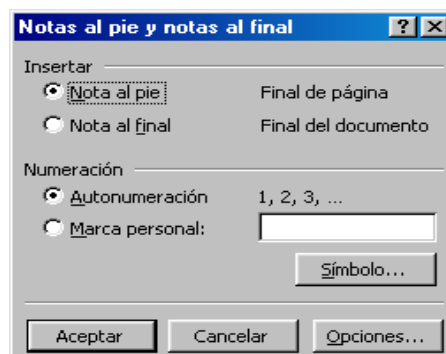 Notas al pie y notas al final
Insertar
Nota al pie Final de página
Nota al final Final del documento
Numeración
Autonumeración 1, 2, 3, ...
Marca personal:
Símbolo...
Aceptar Cancelar Opciones...